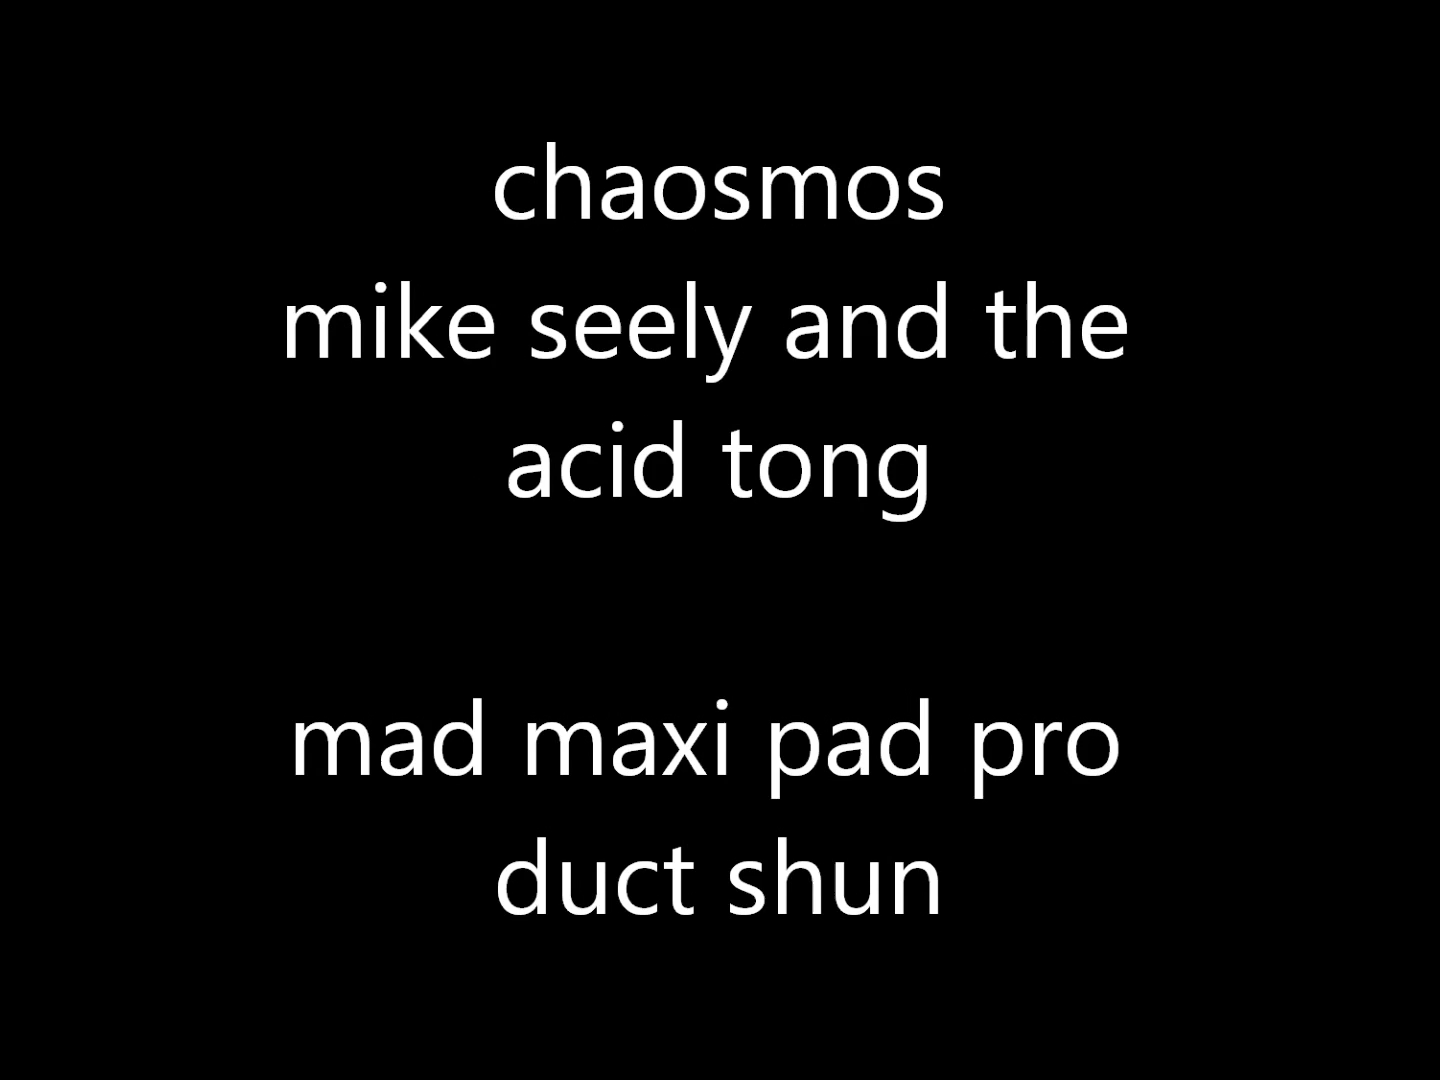 chaosmos
mike seely and the
acid tong
mad maxi pad pro
duct shun